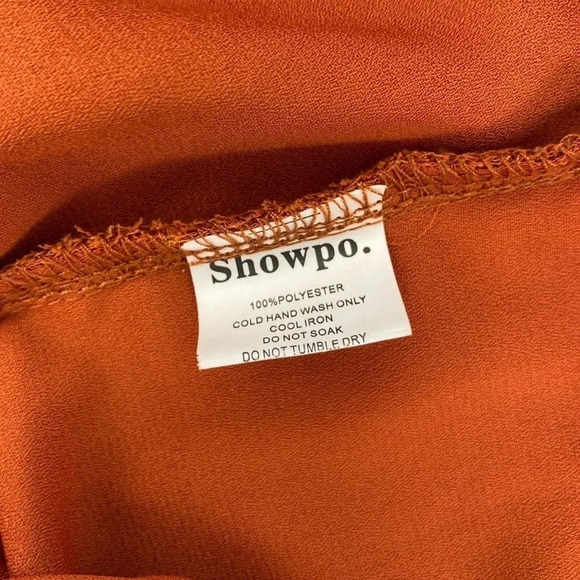 Showpo.
100%POLYESTER
COLD HAND WASH ONLY
COOL IRON
DO NOT SOAK
DO NOT TUMBLE DRY